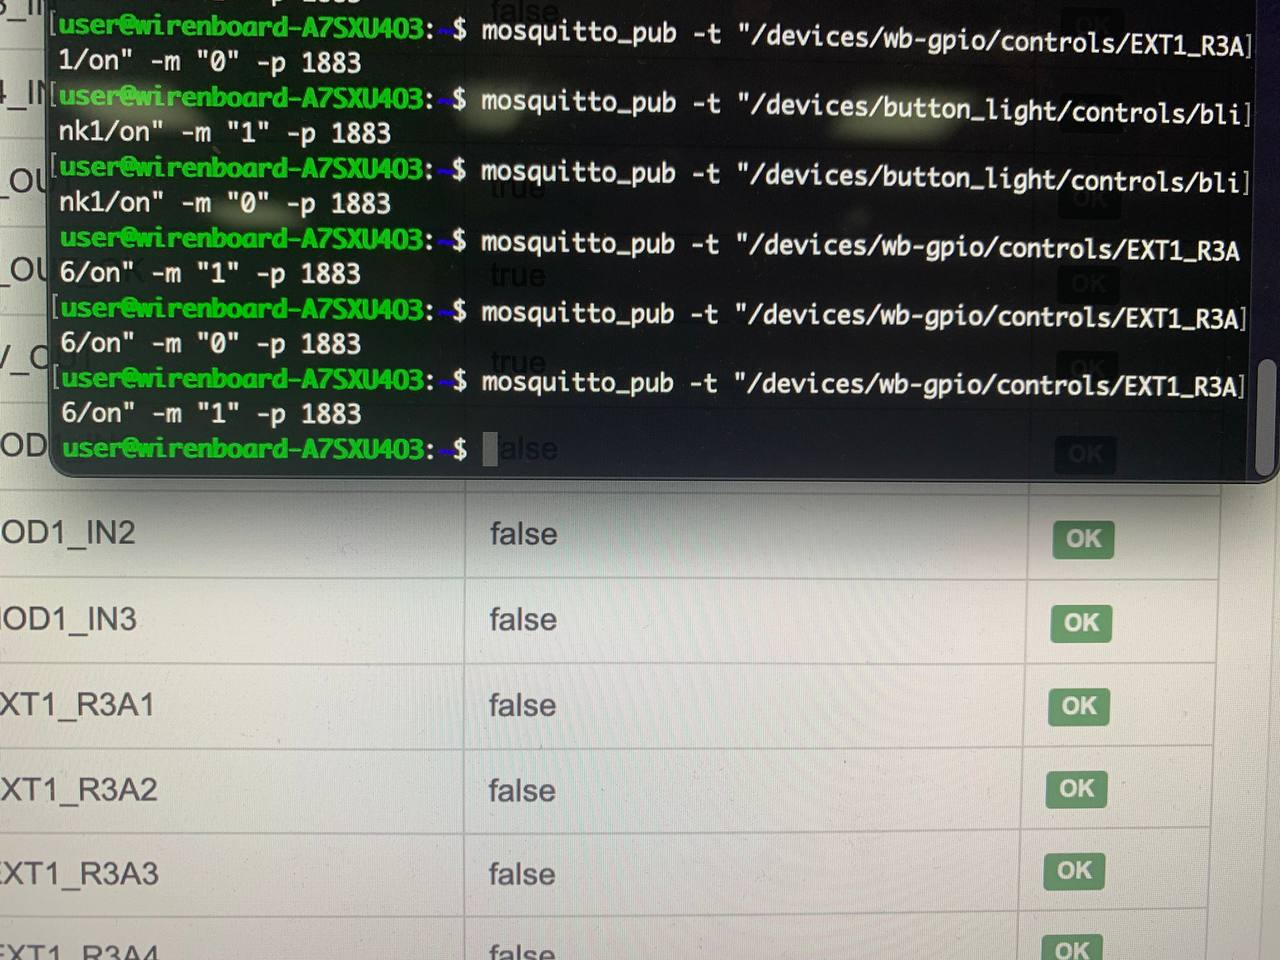 [user@wirenboard-A7SXU403:~$ mosquitto_pub -t "/devices/wb-gpio/controls/EXT1_R3A]
1/on" -m "0" -p 1883
[user@wirenboard-A7SXU403:~$ mosquitto_pub -t "/devices/button_light/controls/bli]
nk1/on" -m "1" -p 1883
[user@wirenboard-A7SXU403:~$ mosquitto_pub -t "/devices/button_light/controls/bli]
nk1/on" -m "0" -p 1883
user@wirenboard-A7SXU403:~$ mosquitto_pub -t "/devices/wb-gpio/controls/EXT1_R3A
6/on" -m "1" -p 1883
[user@wirenboard-A7SXU403:~$ mosquitto_pub -t "/devices/wb-gpio/controls/EXT1_R3A]
6/on" -m "0" -p 1883
[user@wirenboard-A7SXU403:~$ mosquitto_pub -t "/devices/wb-gpio/controls/EXT1_R3A]
6/on" -m "1" -p 1883
user@wirenboard-A7SXU403:~$
OD1_IN2 false OK
OD1_IN3 false OK
XT1_R3A1 false OK
XT1_R3A2 false OK
EXT1_R3A3 false OK
EXT1_R3A4 false OK